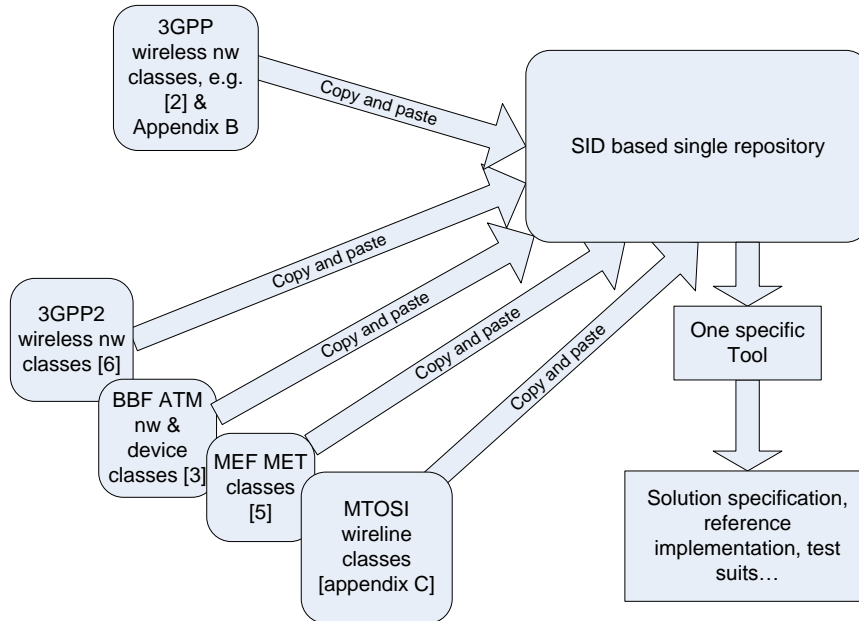 3GPP
wireless nw
classes, e.g.
[2] &
Appendix B
Copy and paste
SID based single repository
Copy and paste
3GPP2
wireless nw
classes [6]
Copy and paste
BBF ATM
nw &
device
classes [3]
Copy and paste
MEF MET
classes
[5]
Copy and paste
MTOSI
wireline
classes
[appendix C]
One specific
Tool
Solution specification,
reference
implementation, test
suits…